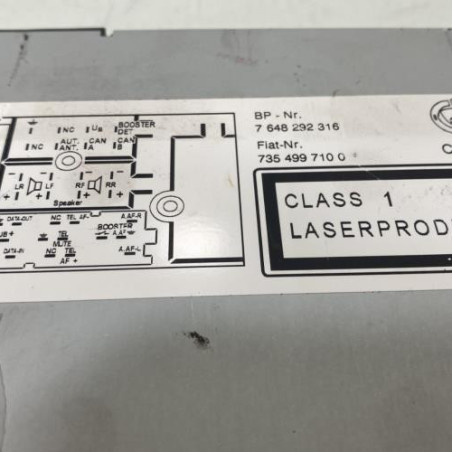 BP - Nr.
7 648 292 316
Fiat-Nr.
735 499 710 0
CLASS 1
LASERPROD
NC UB BOOSTER DET.
AUT. ANT. CAN A CAN B
LR LF RF RR
Speaker
DATA-OUT NC TEL AF- A.AF-R
UB+ TEL MUTE BOOSTER A.AF
DATA-IN NC TEL AF + A.AF-L